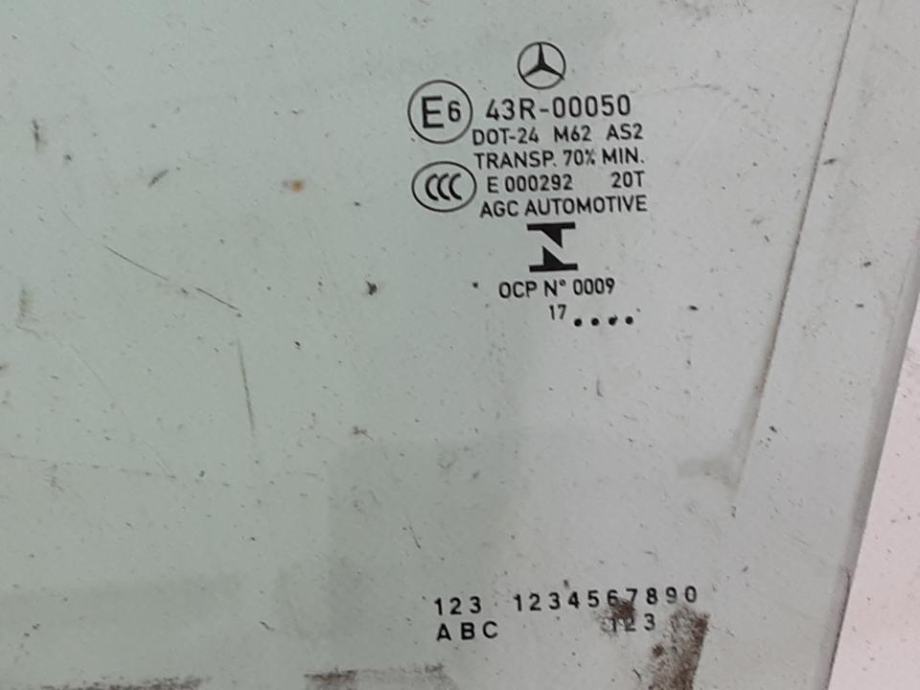 E6 43R-00050
DOT-24 M62 AS2
TRANSP. 70% MIN.
CCC E 000292 20T
AGC AUTOMOTIVE
OCP N° 0009
17 ....
123 1234567890
ABC 123